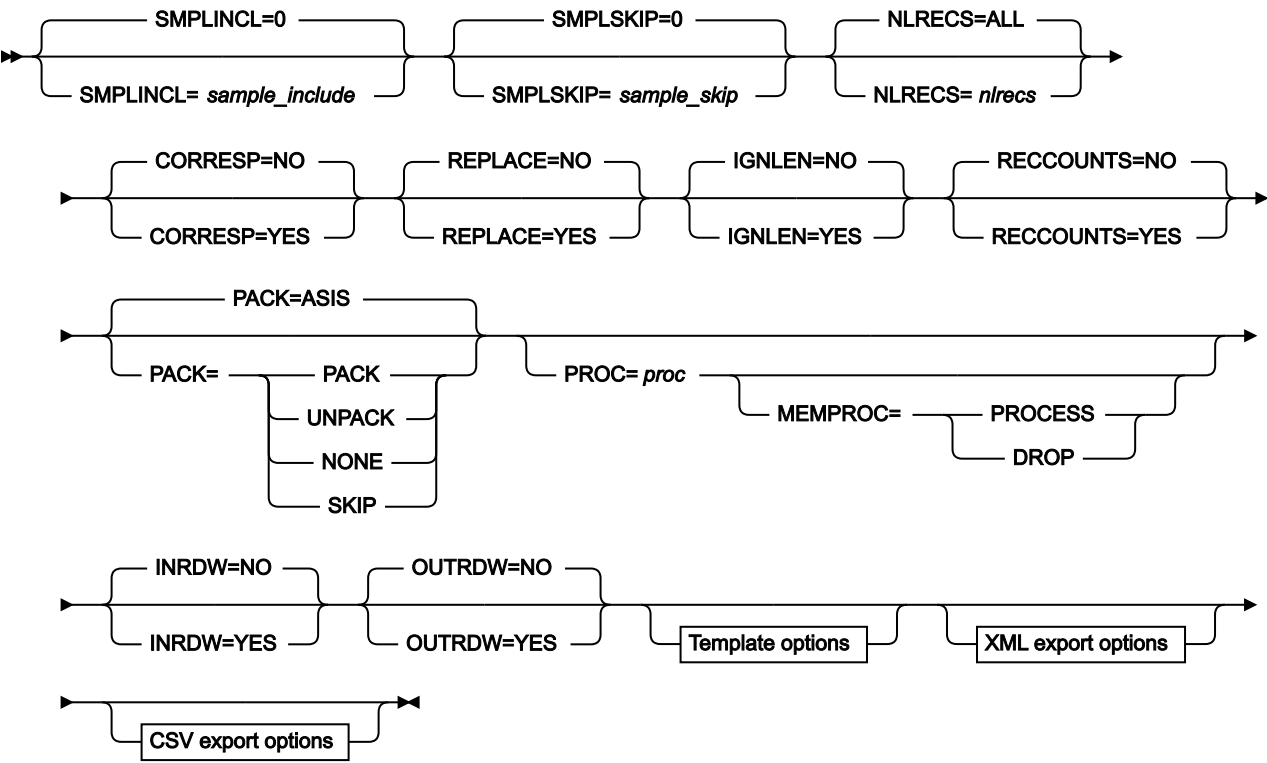 SMPLINCL=0 SMPLSKIP=0 NLRECS=ALL
SMPLINCL= sample_include SMPLSKIP= sample_skip NLRECS= nlrecs
CORRESP=NO REPLACE=NO IGNLEN=NO RECCOUNTS=NO
CORRESP=YES REPLACE=YES IGNLEN=YES RECCOUNTS=YES
PACK=ASIS
PACK= PACK PROC= proc
UNPACK MEMPROC= PROCESS
NONE DROP
SKIP
INRDW=NO OUTRDW=NO
INRDW=YES OUTRDW=YES Template options XML export options
CSV export options